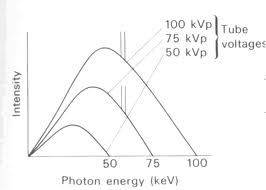 100 kVp
75 kVp
50 kVp
Tube
voltages
Intensity
50 75 100
Photon energy (keV)